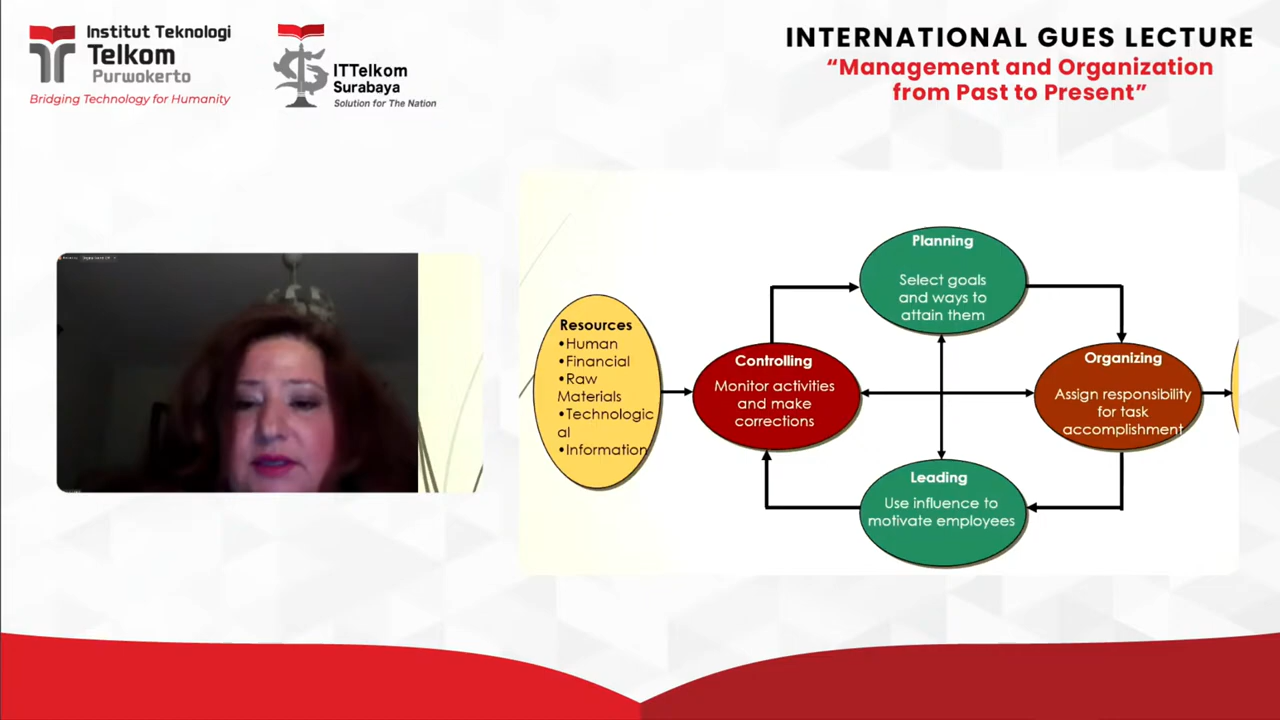 Institut Teknologi
Telkom
Purwokerto
Bridging Technology for Humanity
ITTelkom
Surabaya
Solution for The Nation
INTERNATIONAL GUES LECTURE
“Management and Organization
from Past to Present”
Resources
•Human
•Financial
•Raw
Materials
•Technologic
al
•Information
Controlling
Monitor activities
and make
corrections
Planning
Select goals
and ways to
attain them
Organizing
Assign responsibility
for task
accomplishment
Leading
Use influence to
motivate employees